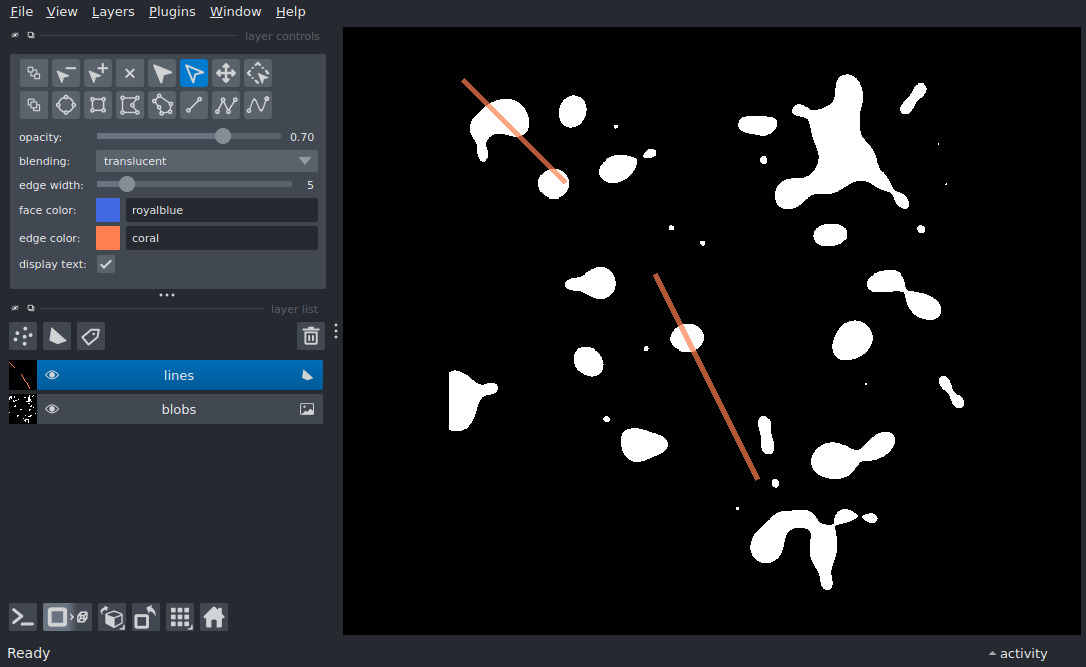 File View Layers Plugins Window Help
layer controls
opacity: 0.70
blending: translucent
edge width: 5
face color: royalblue
edge color: coral
display text:
layer list
lines
blobs
Ready
activity